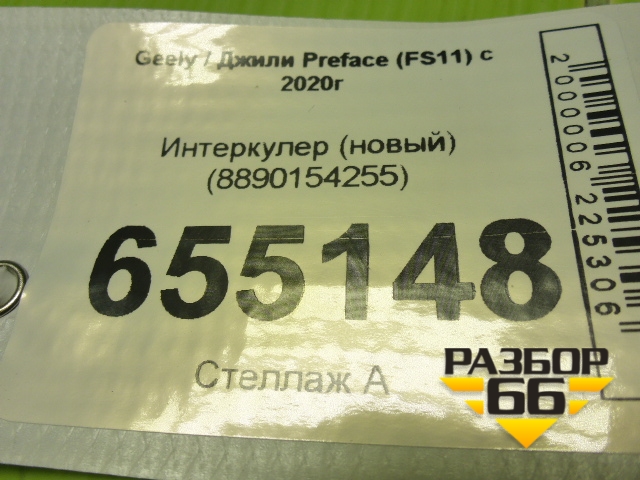 Geely / Джили Preface (FS11) с
2020г
Интеркулер (новый)
(8890154255)
655148
Стеллаж А
2000006225306
РАЗБОР
66